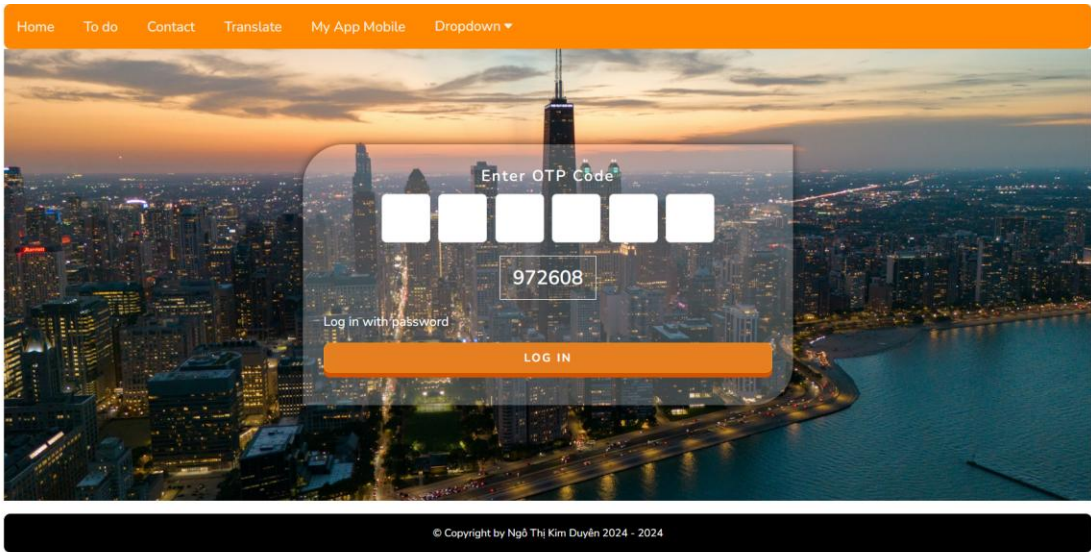 Home To do Contact Translate My App Mobile Dropdown
Enter OTP Code
972608
Log in with password
LOG IN
© Copyright by Ngô Thị Kim Duyên 2024 - 2024